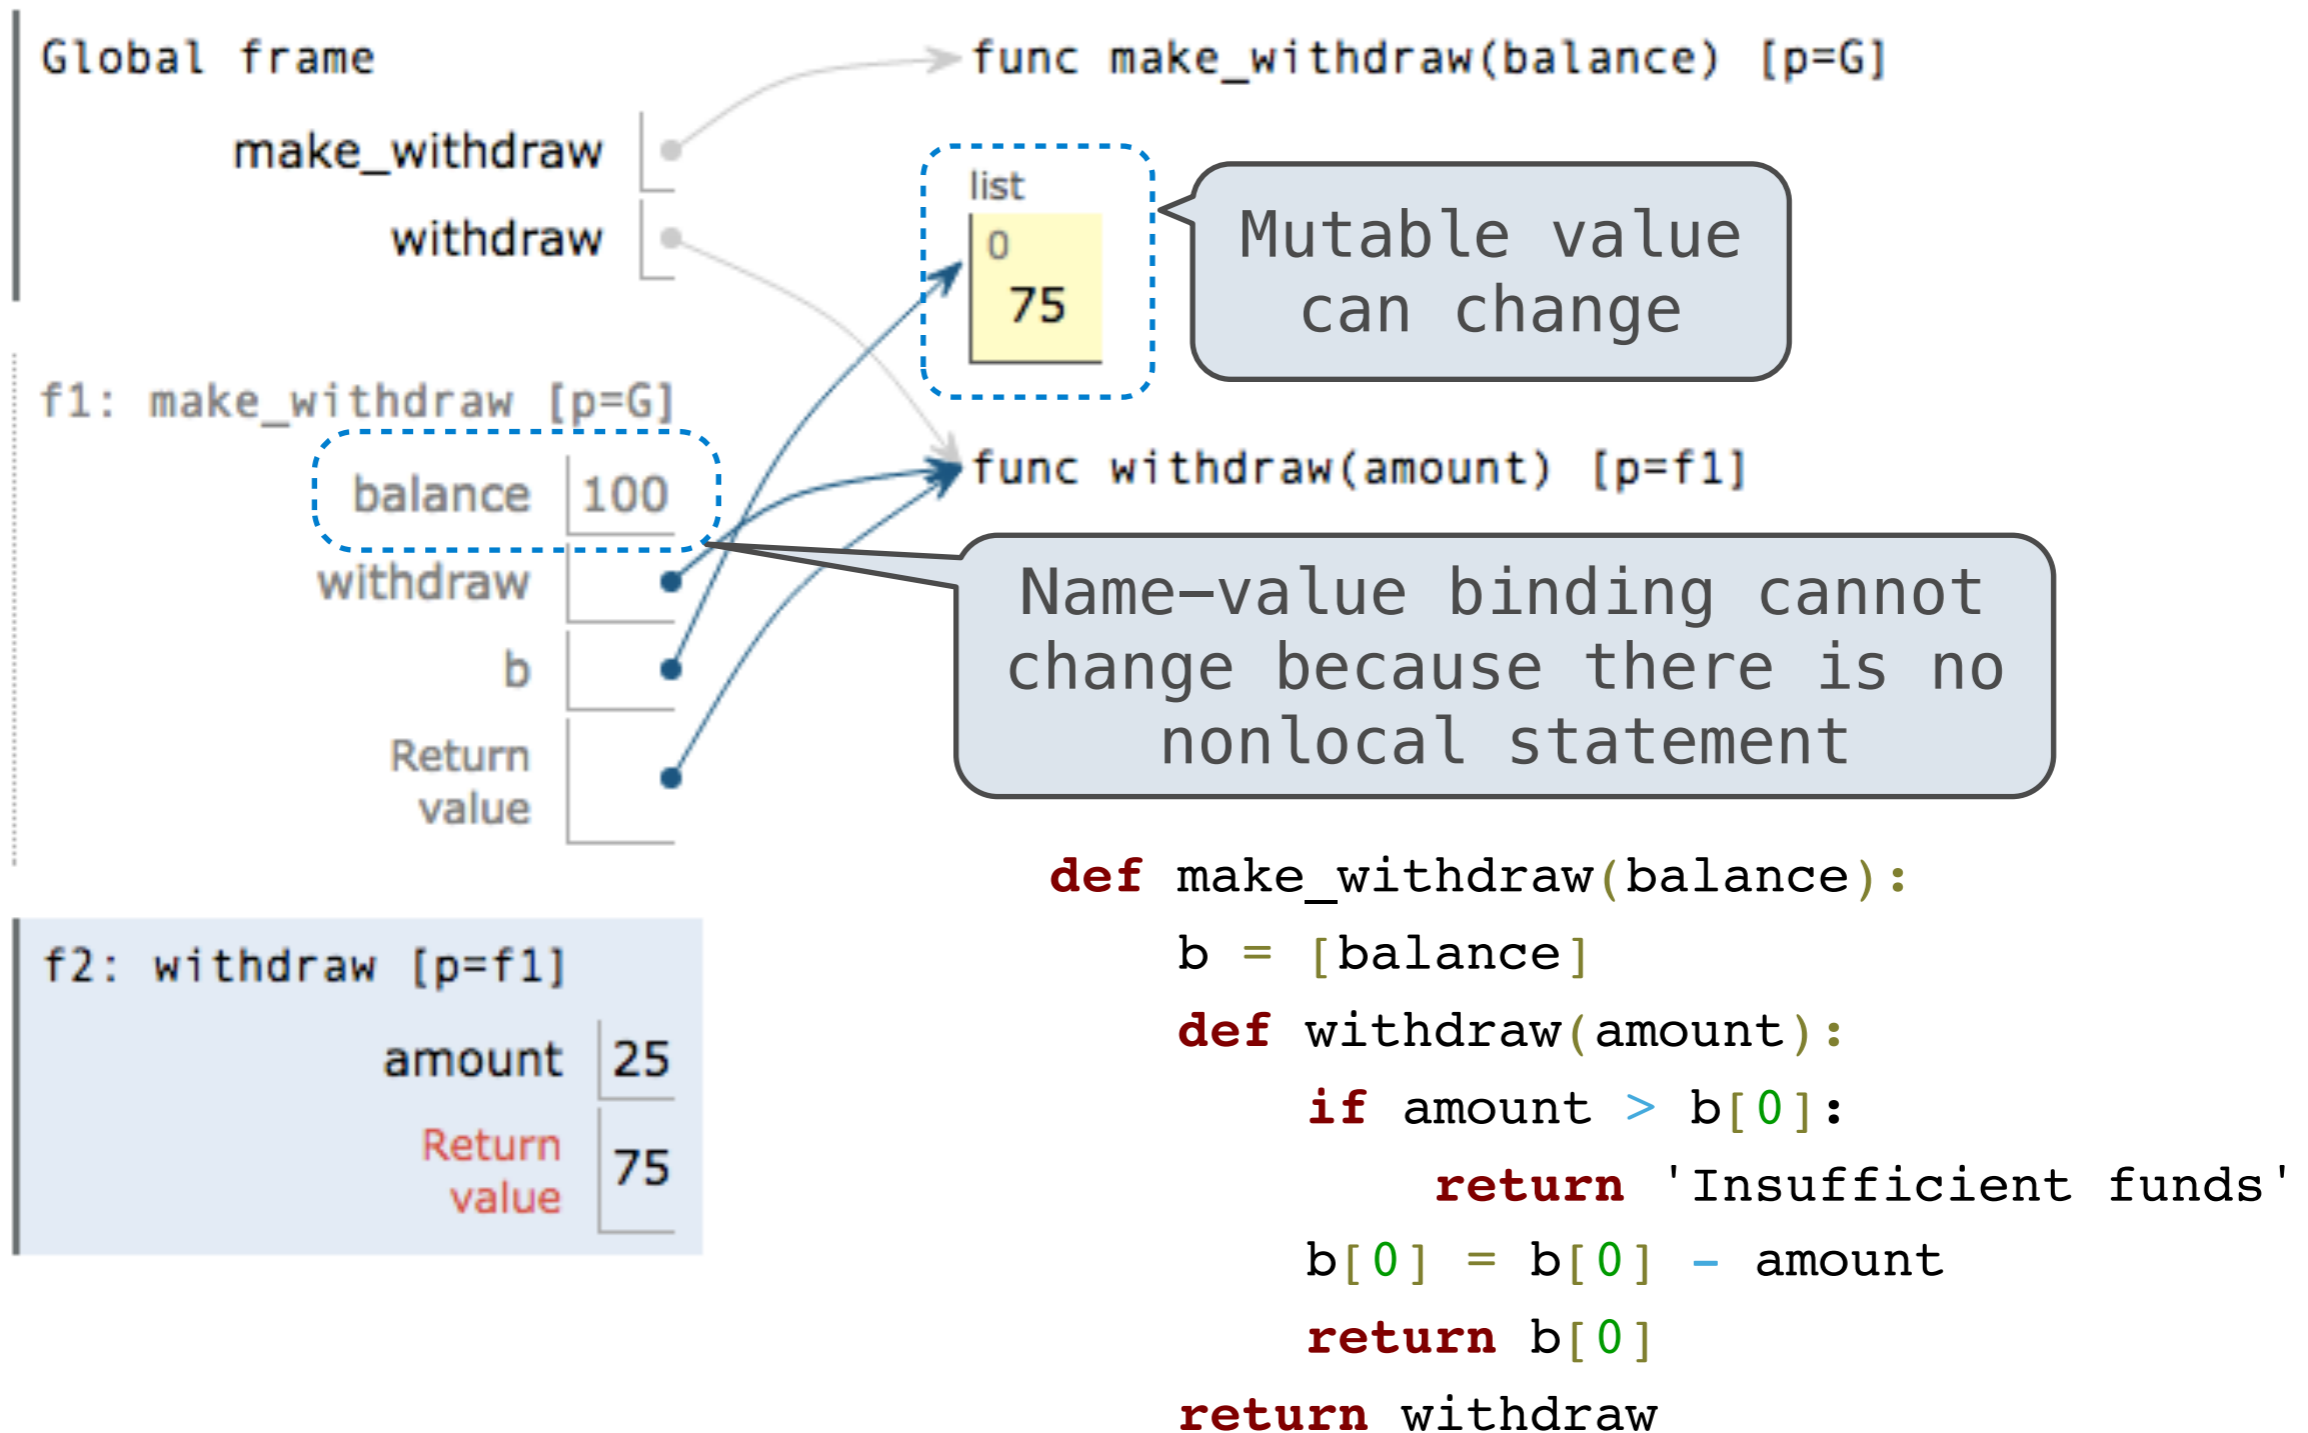 Global frame
make_withdraw
withdraw
func make_withdraw(balance) [p=G]
list
0
75
Mutable value
can change
f1: make_withdraw [p=G]
balance 100
withdraw
b
Return
value
func withdraw(amount) [p=f1]
Name–value binding cannot
change because there is no
nonlocal statement
f2: withdraw [p=f1]
amount 25
Return
value 75
def make_withdraw(balance):
    b = [balance]
    def withdraw(amount):
        if amount > b[0]:
            return 'Insufficient funds'
        b[0] = b[0] - amount
        return b[0]
    return withdraw